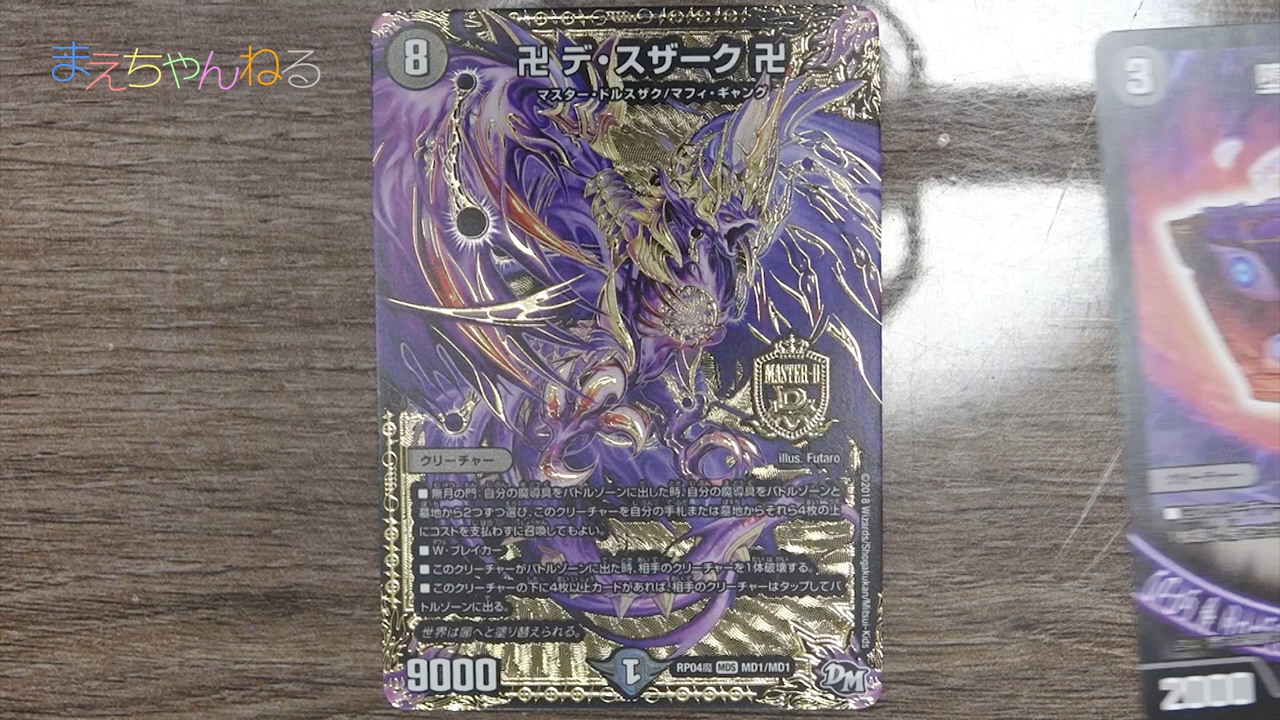 まえちゃんねる
8
卍 デ・スザーク 卍
マスター・ドルスザク/マフィ・ギャング
MASTER-D
D
クリーチャー
illus. Futaro
■無月の門:自分の魔導具をバトルゾーンに出した時、自分の魔導具をバトルゾーンと
墓地から2つずつ選び、このクリーチャーを自分の手札または墓地からそれら4枚の上
にコストを支払わずに召喚してもよい。
■W・ブレイカー
■このクリーチャーがバトルゾーンに出た時、相手のクリーチャーを1体破壊する。
■このクリーチャーの下に4枚以上カードがあれば、相手のクリーチャーはタップしてバ
トルゾーンに出る。
世界は闇へと塗り替えられる。
9000
1
RP04魔 MDS MD1/MD1
DM
©2018 Wizards/Shogakukan/Mitsui-Kids
3
2000